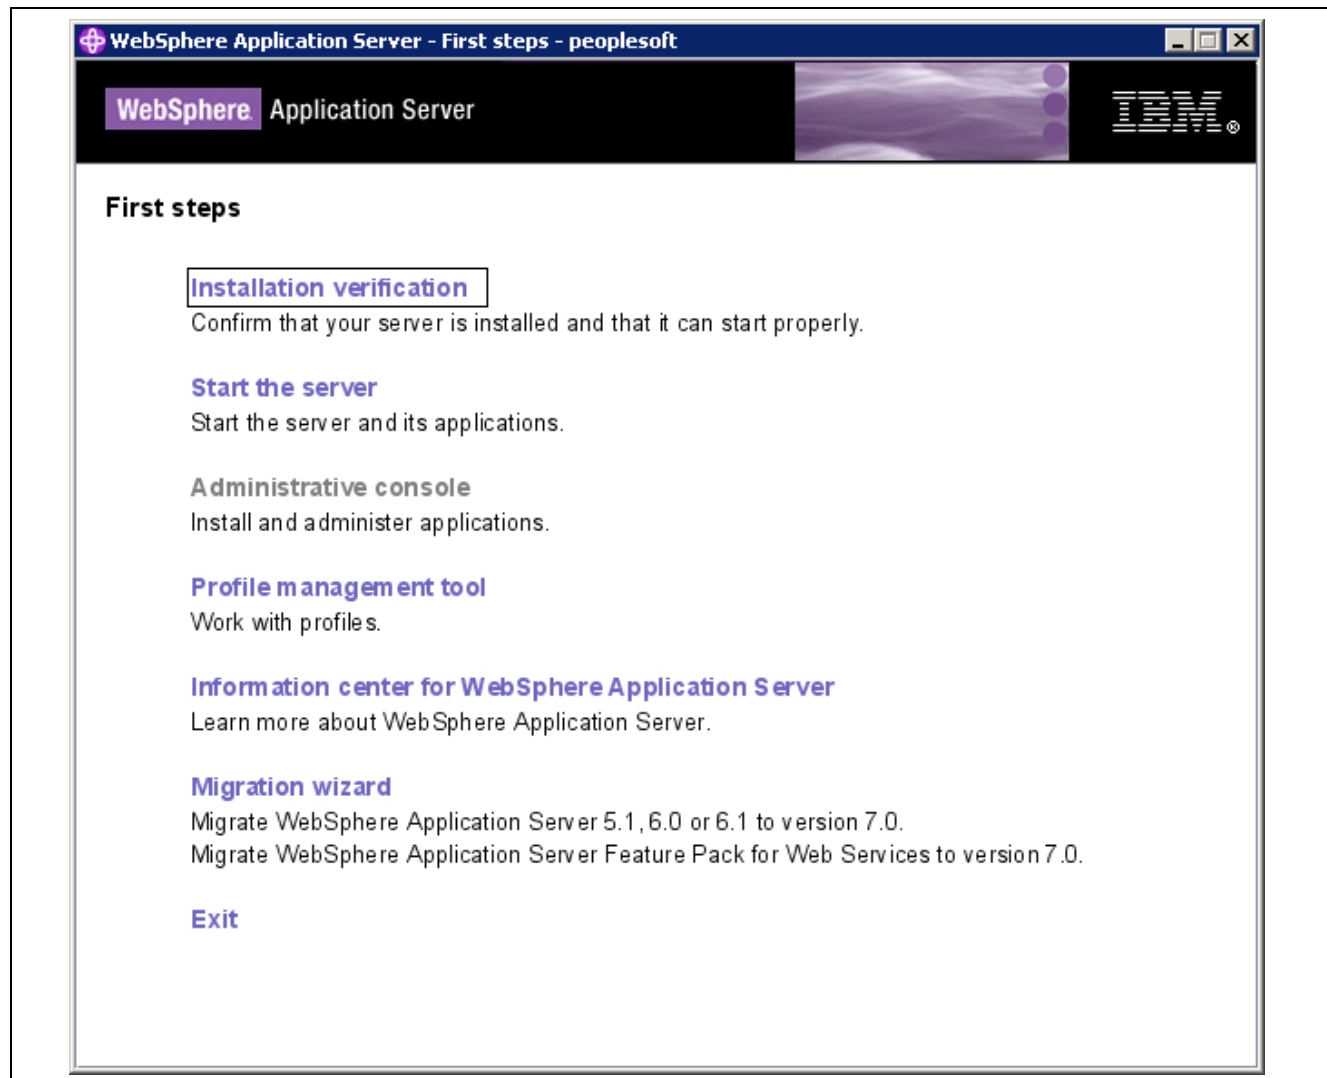 WebSphere Application Server - First steps - peoplesoft
WebSphere. Application Server
IBM®
First steps
Installation verification
Confirm that your server is installed and that it can start properly.
Start the server
Start the server and its applications.
Administrative console
Install and administer applications.
Profile management tool
Work with profiles.
Information center for WebSphere Application Server
Learn more about WebSphere Application Server.
Migration wizard
Migrate WebSphere Application Server 5.1, 6.0 or 6.1 to version 7.0.
Migrate WebSphere Application Server Feature Pack for Web Services to version 7.0.
Exit